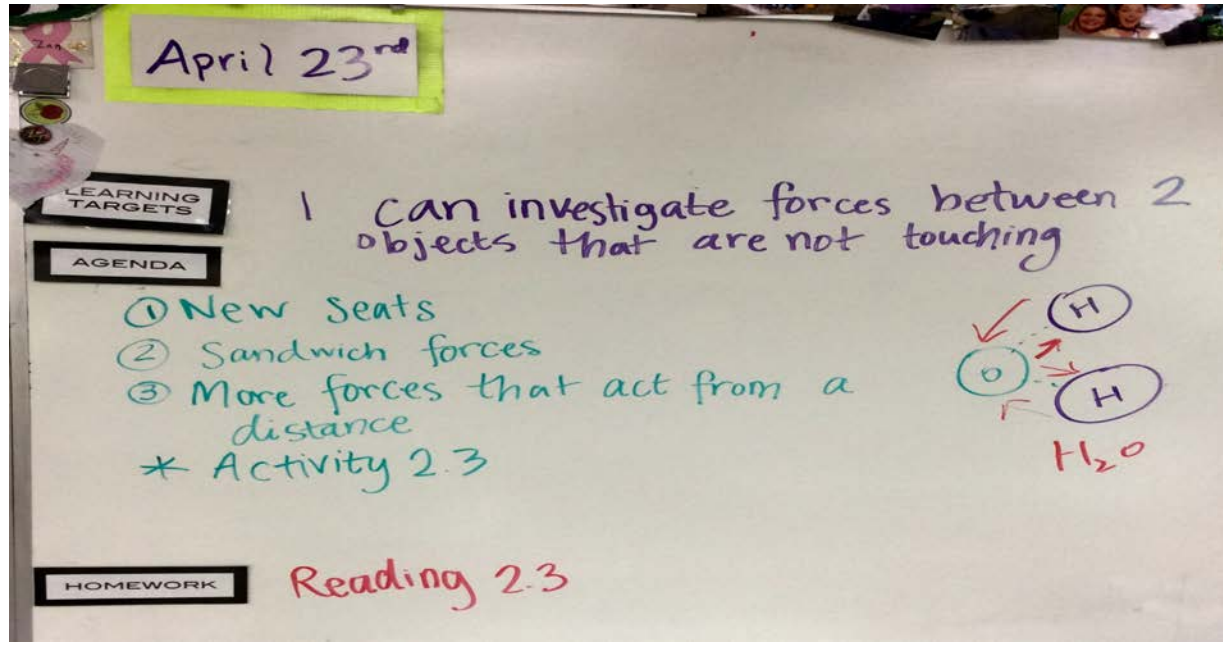 Zan
April 23rd
LEARNING
TARGETS
I can investigate forces between 2
objects that are not touching
AGENDA
① New Seats
② Sandwich forces
③ More forces that act from a
distance
* Activity 2.3
H
O
H
H₂O
HOMEWORK
Reading 2.3